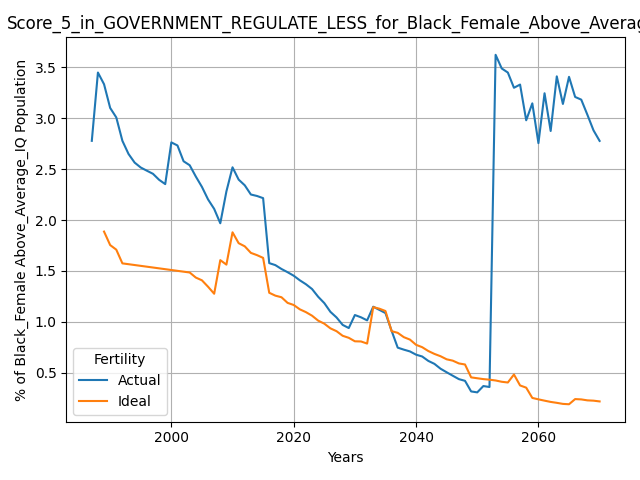 Score_5_in_GOVERNMENT_REGULATE_LESS_for_Black_Female_Above_Averag
% of Black_Female Above_Average_IQ Population
3.5
3.0
2.5
2.0
1.5
1.0
0.5
Fertility
Actual
Ideal
2000 2020 2040 2060
Years